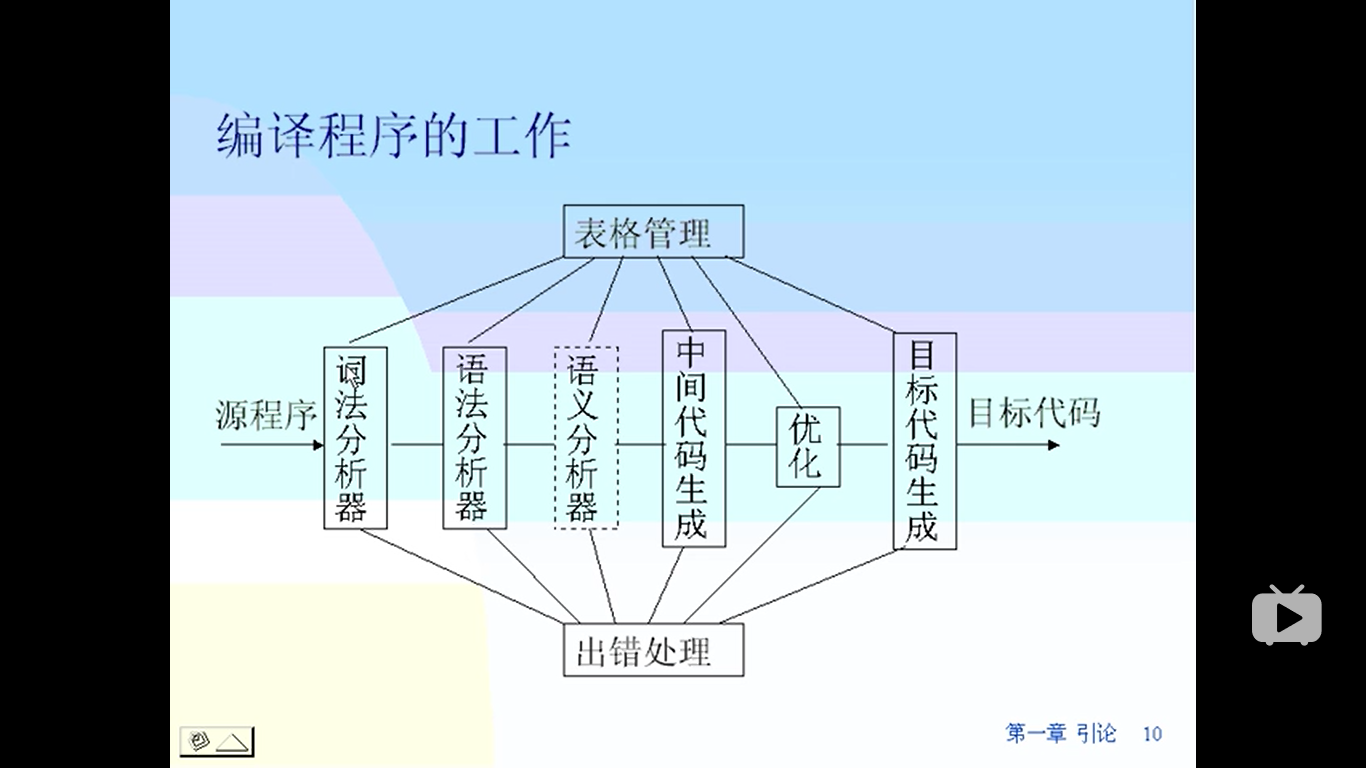 编译程序的工作
表格管理
源程序
词法分析器
语法分析器
语义分析器
中间代码生成
优化
目标代码生成
目标代码
出错处理
第一章 引论 10